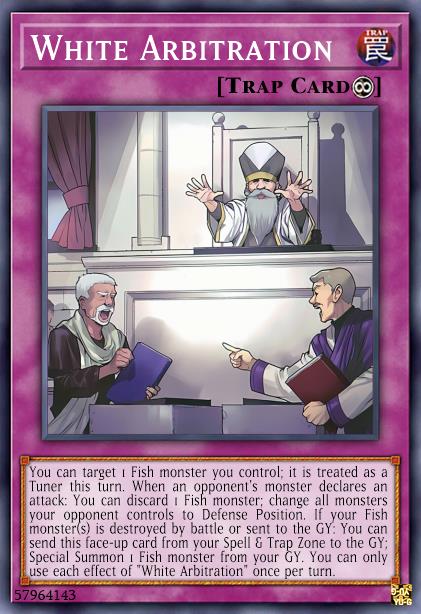 White Arbitration
TRAP
罠
[Trap Card]
You can target 1 Fish monster you control; it is treated as a
Tuner this turn. When an opponent's monster declares an
attack: You can discard 1 Fish monster; change all monsters
your opponent controls to Defense Position. If your Fish
monster(s) is destroyed by battle or sent to the GY: You can
send this face-up card from your Spell & Trap Zone to the GY;
Special Summon 1 Fish monster from your GY. You can only
use each effect of "White Arbitration" once per turn.
57964143